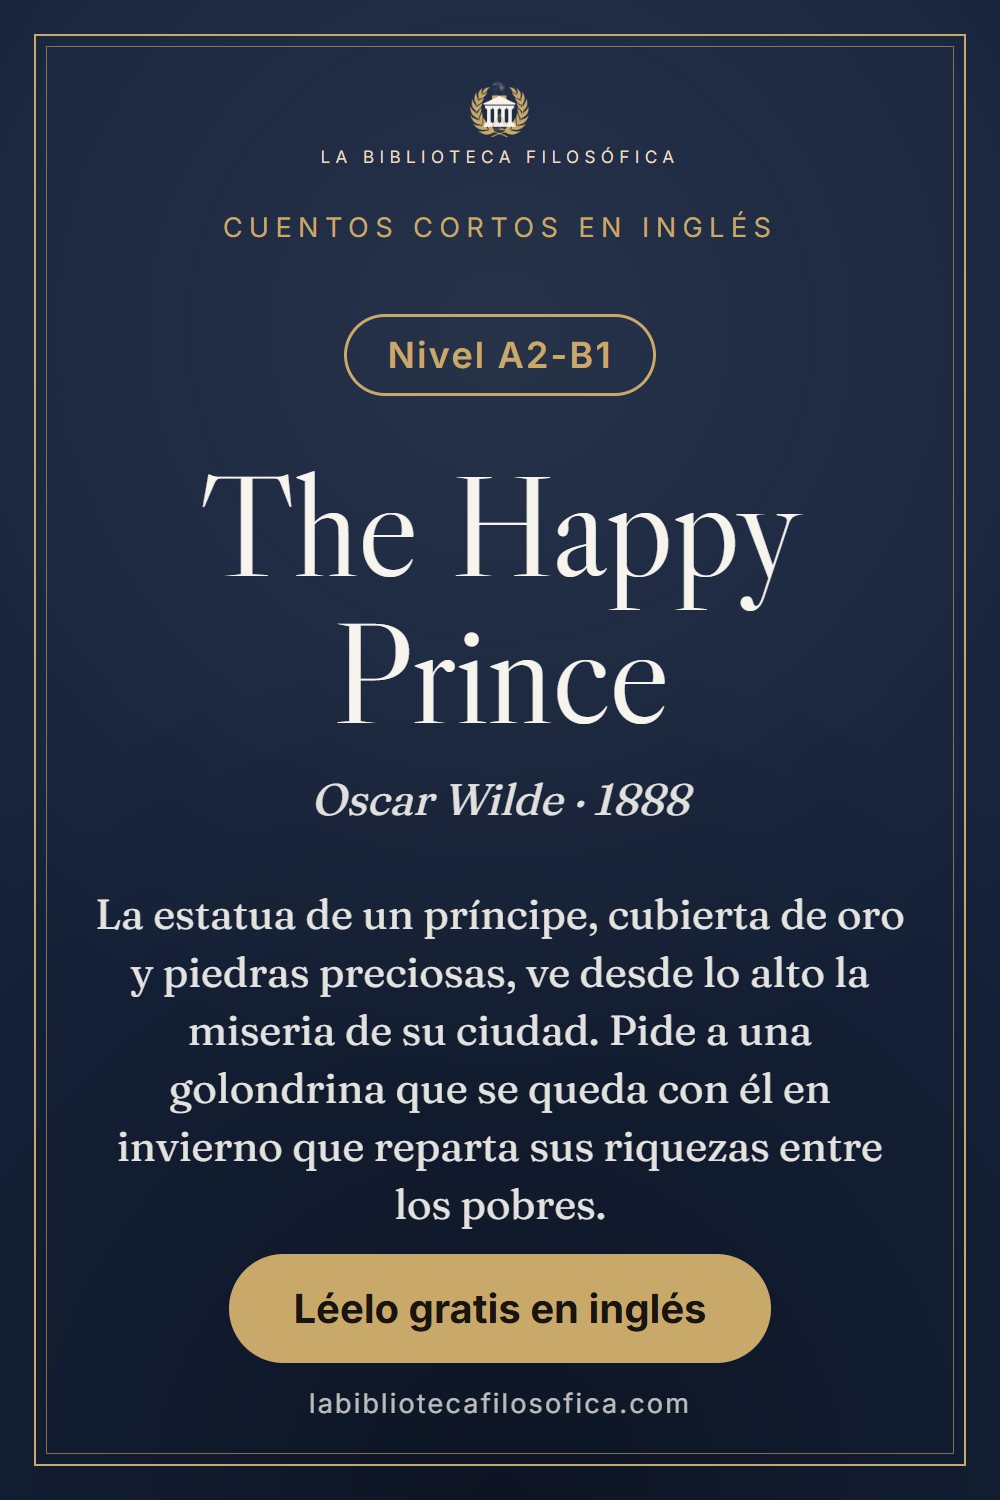 LA BIBLIOTECA FILOSÓFICA
CUENTOS CORTOS EN INGLÉS
Nivel A2-B1
The Happy
Prince
Oscar Wilde · 1888
La estatua de un príncipe, cubierta de oro
y piedras preciosas, ve desde lo alto la
miseria de su ciudad. Pide a una
golondrina que se queda con él en
invierno que reparta sus riquezas entre
los pobres.
Léelo gratis en inglés
labibliotecafilosofica.com